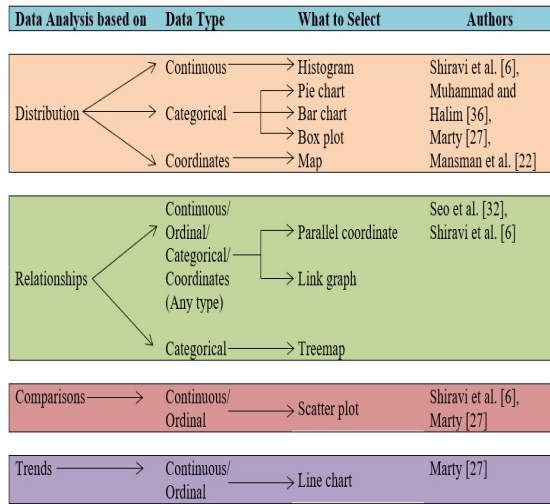 Data Analysis based on Data Type What to Select Authors
Continuous Histogram Shiravi et al. [6],
Pie chart Muhammad and
Distribution Categorical Bar chart Halim [36],
Box plot Marty [27],
Coordinates Map Mansman et al. [22]
Continuous/ Seo et al. [32],
Ordinal/ Parallel coordinate Shiravi et al. [6]
Categorical/
Relationships Coordinates Link graph
(Any type)
Categorical Treemap
Comparisons Continuous/ Shiravi et al. [6],
Ordinal Scatter plot Marty [27]
Trends Continuous/ Marty [27]
Ordinal Line chart